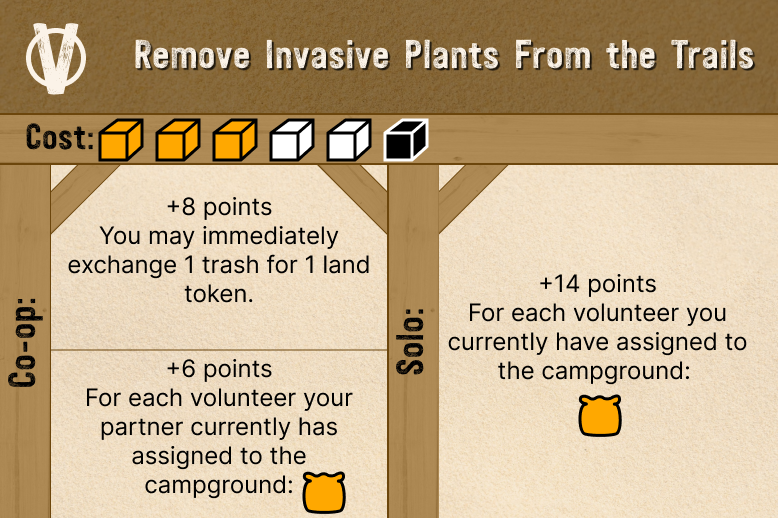 V
Remove Invasive Plants From the Trails
Cost:
Co-op:
+8 points
You may immediately
exchange 1 trash for 1 land
token.
+6 points
For each volunteer your
partner currently has
assigned to the
campground:
Solo:
+14 points
For each volunteer you
currently have assigned to
the campground: